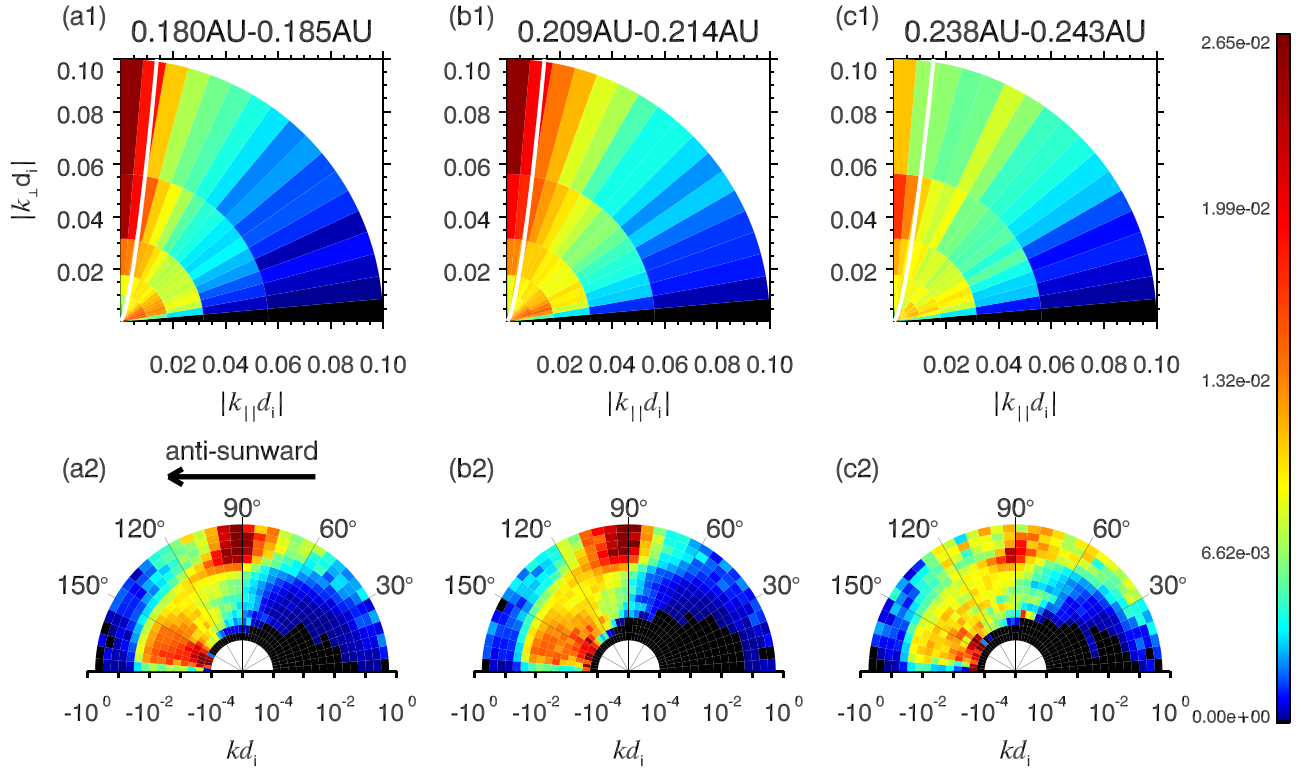 (a1) (b1) (c1)
0.180AU-0.185AU 0.209AU-0.214AU 0.238AU-0.243AU
|k⊥di|
0.10 0.08 0.06 0.04 0.02
0.10 0.08 0.06 0.04 0.02
0.10 0.08 0.06 0.04 0.02
0.02 0.04 0.06 0.08 0.10
0.02 0.04 0.06 0.08 0.10
0.02 0.04 0.06 0.08 0.10
|k||di| |k||di| |k||di|
2.65e-02
1.99e-02
1.32e-02
6.62e-03
0.00e+00
anti-sunward
(a2) (b2) (c2)
150° 120° 90° 60° 30°
150° 120° 90° 60° 30°
150° 120° 90° 60° 30°
-10⁰ -10⁻² -10⁻⁴ 10⁻⁴ 10⁻² 10⁰
-10⁰ -10⁻² -10⁻⁴ 10⁻⁴ 10⁻² 10⁰
-10⁰ -10⁻² -10⁻⁴ 10⁻⁴ 10⁻² 10⁰
kdi kdi kdi